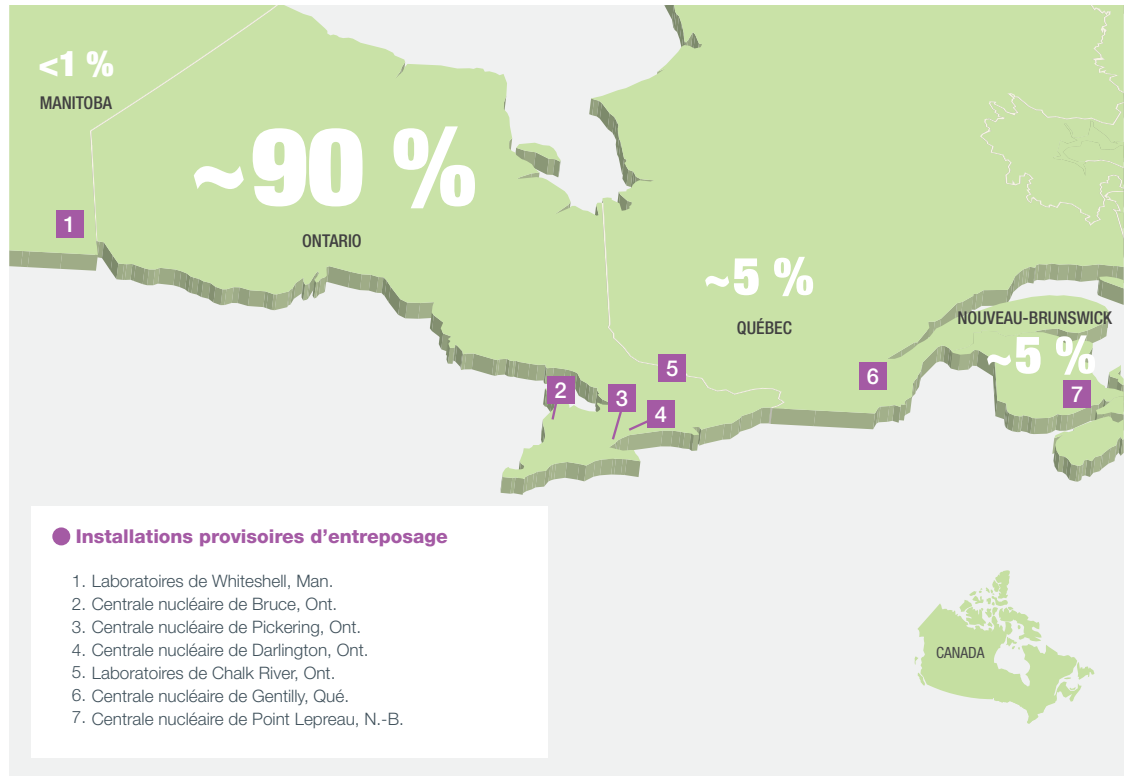 <1 %
MANITOBA
~90 %
ONTARIO
1
~5 %
QUÉBEC
NOUVEAU-BRUNSWICK
~5 %
2
3
4
5
6
7
Installations provisoires d’entreposage
1. Laboratoires de Whiteshell, Man.
2. Centrale nucléaire de Bruce, Ont.
3. Centrale nucléaire de Pickering, Ont.
4. Centrale nucléaire de Darlington, Ont.
5. Laboratoires de Chalk River, Ont.
6. Centrale nucléaire de Gentilly, Qué.
7. Centrale nucléaire de Point Lepreau, N.-B.
CANADA